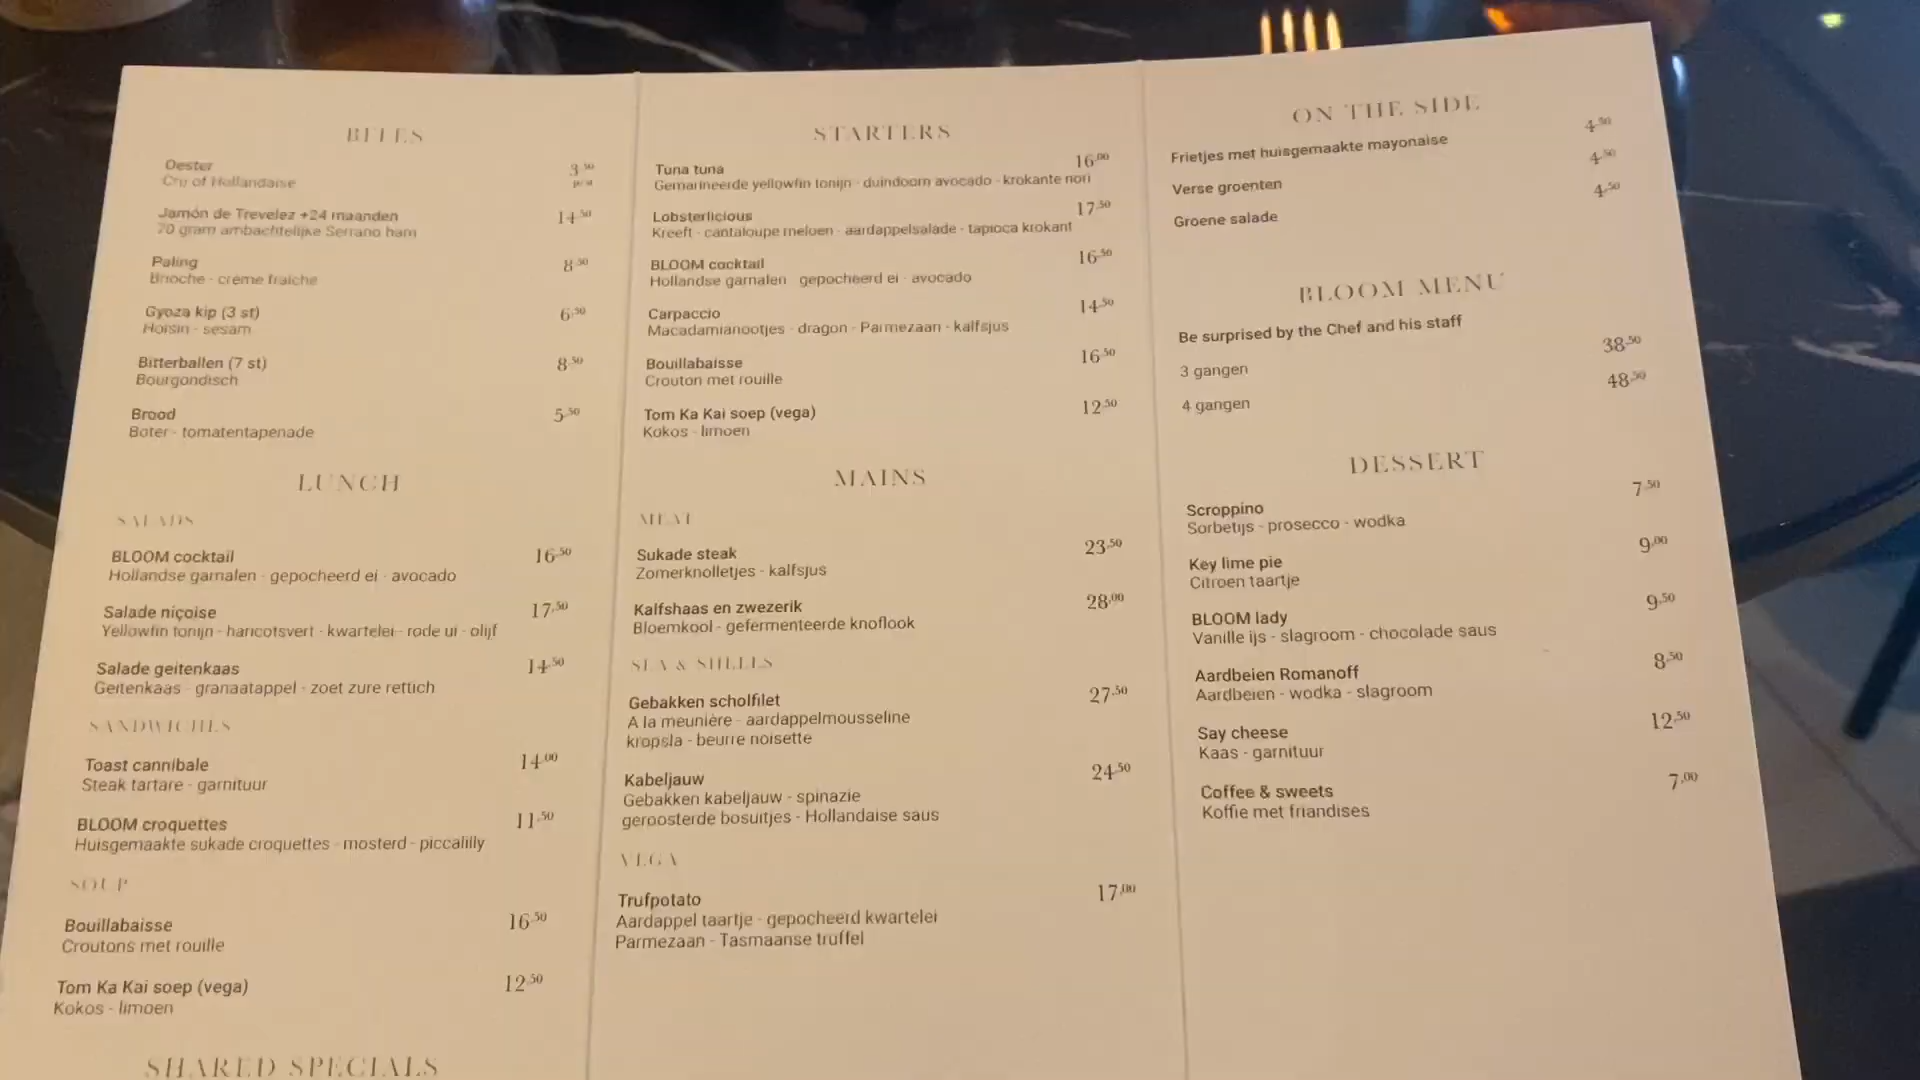 BITES
Oester 3.50
Cru of Hollandaise per st
Jamón de Trevelez +24 maanden 14.50
70 gram ambachtelijke Serrano ham
Paling 8.50
Brioche - crème fraîche
Gyoza kip (3 st) 6.50
Hoisin - sesam
Bitterballen (7 st) 8.50
Bourgondisch
Brood 5.50
Boter - tomatentapenade
LUNCH
SALADS
BLOOM cocktail 16.50
Hollandse garnalen - gepocheerd ei - avocado
Salade niçoise 17.50
Yellowfin tonijn - haricotsvert - kwartelei - rode ui - olijf
Salade geitenkaas 14.50
Geitenkaas - granaatappel - zoet zure rettich
SANDWICHES
Toast cannibale 14.00
Steak tartare - garnituur
BLOOM croquettes 11.50
Huisgemaakte sukade croquettes - mosterd - piccalilly
SOUP
Bouillabaisse 16.50
Croutons met rouille
Tom Ka Kai soep (vega) 12.50
Kokos - limoen
SHARED SPECIALS
STARTERS
Tuna tuna 16.00
Gemarineerde yellowfin tonijn - duindoorn avocado - krokante nori
Lobsterlicious 17.50
Kreeft - cantaloupe meloen - aardappelsalade - tapioca krokant
BLOOM cocktail 16.50
Hollandse garnalen gepocheerd ei - avocado
Carpaccio 14.50
Macadamianootjes - dragon - Parmezaan - kalfsjus
Bouillabaisse 16.50
Crouton met rouille
Tom Ka Kai soep (vega) 12.50
Kokos - limoen
MAINS
MEAT
Sukade steak 23.50
Zomerknolletjes - kalfsjus
Kalfshaas en zwezerik 28.00
Bloemkool - gefermenteerde knoflook
SEA & SHELLS
Gebakken scholfilet 27.50
A la meunière - aardappelmousseline
kropsla - beurre noisette
Kabeljauw 24.50
Gebakken kabeljauw - spinazie
geroosterde bosuitjes - Hollandaise saus
VEGA
Trufpotato 17.00
Aardappel taartje - gepocheerd kwartelei
Parmezaan - Tasmaanse truffel
ON THE SIDE
Frietjes met huisgemaakte mayonaise 4.50
Verse groenten 4.50
Groene salade 4.50
BLOOM MENU
Be surprised by the Chef and his staff
3 gangen 38.50
4 gangen 48.50
DESSERT
Scroppino 7.50
Sorbetijs - prosecco - wodka
Key lime pie 9.00
Citroen taartje
BLOOM lady 9.50
Vanille ijs - slagroom - chocolade saus
Aardbeien Romanoff 8.50
Aardbeien - wodka - slagroom
Say cheese 12.50
Kaas - garnituur
Coffee & sweets 7.00
Koffie met friandises